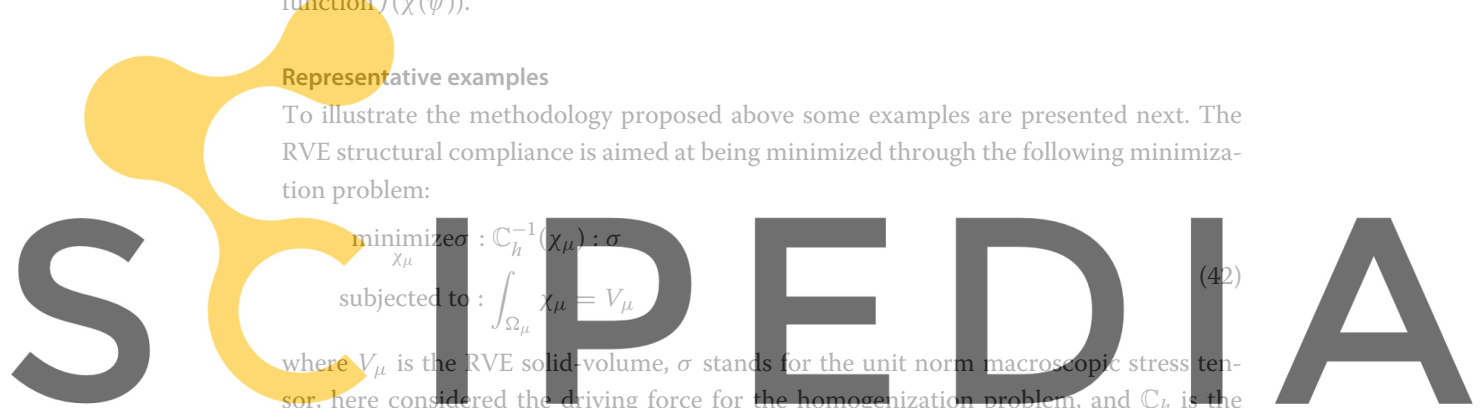 function J(χ(ψ)).
Representative examples
To illustrate the methodology proposed above some examples are presented next. The
RVE structural compliance is aimed at being minimized through the following minimiza-
tion problem:
minimizeσ : ℂ_h^{-1}(χ_μ) : σ
χ_μ
(42)
subjected to : ∫_{Ω_μ} χ_μ = V_μ
where V_μ is the RVE solid-volume, σ stands for the unit norm macroscopic stress ten-
sor, here considered the driving force for the homogenization problem, and ℂ_h is the
SCIPEDIA